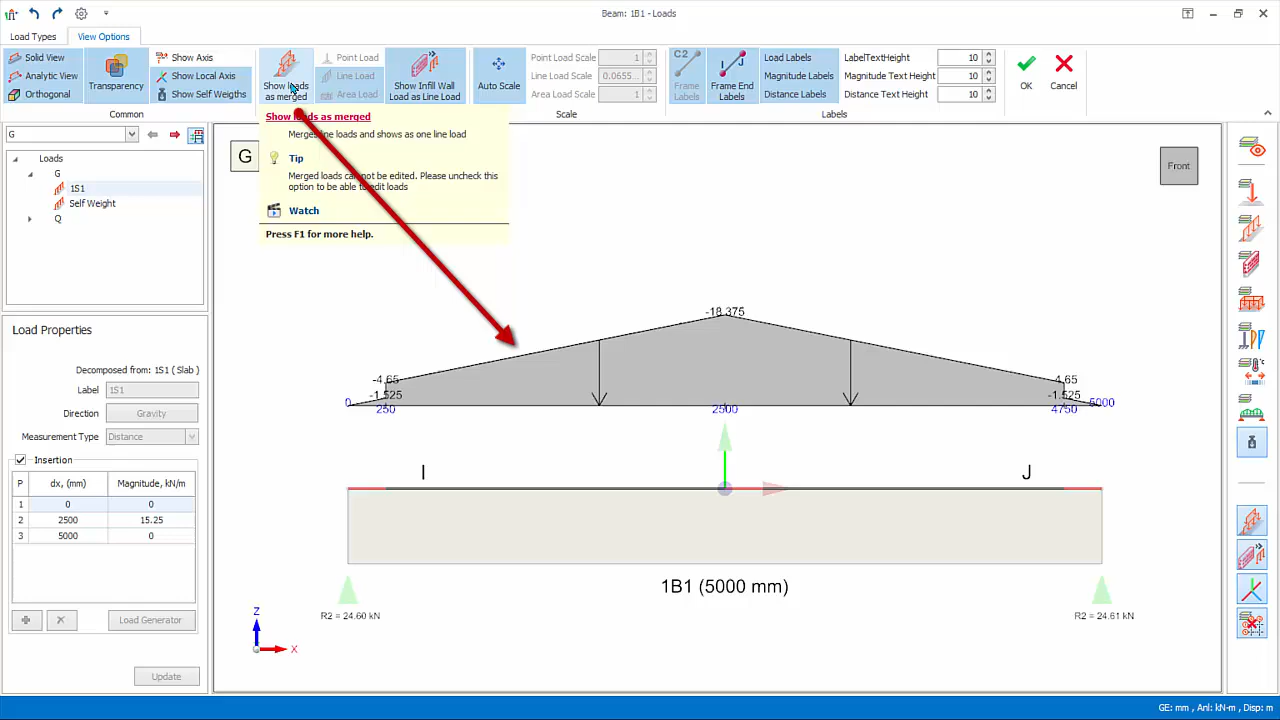 Beam: 1B1 - Loads
Load Types
View Options
Solid View
Analytic View
Orthogonal
Transparency
Show Axis
Show Local Axis
Show Self Weigths
Common
Show loads
as merged
Point Load
Line Load
Area Load
Show Infill Wall
Load as Line Load
Auto Scale
Point Load Scale
1
Line Load Scale
0.0655
Area Load Scale
1
Scale
C2
Frame
Labels
I J
Frame End
Labels
Load Labels
Magnitude Labels
Distance Labels
LabelTextHeight
10
Magnitude Text Height
10
Distance Text Height
10
Labels
OK
Cancel
Show loads as merged
Merges line loads and shows as one line load
Tip
Merged loads cannot be edited. Please uncheck this
option to be able to edit loads
Watch
Press F1 for more help.
G
Loads
G
1S1
Self Weight
Q
Load Properties
Decomposed from: 1S1 ( Slab )
Label
1S1
Direction
Gravity
Measurement Type
Distance
Insertion
P dx, (mm) Magnitude, kN/m
1 0 0
2 2500 15.25
3 5000 0
Load Generator
Update
G
Front
-18.375
-4.65
4.65
-1.525
-1.525
0
250
2500
4750
5000
I
J
1B1 (5000 mm)
R2 = 24.60 kN
R2 = 24.61 kN
Z
X
GE: mm , Anl: kN-m , Disp: m